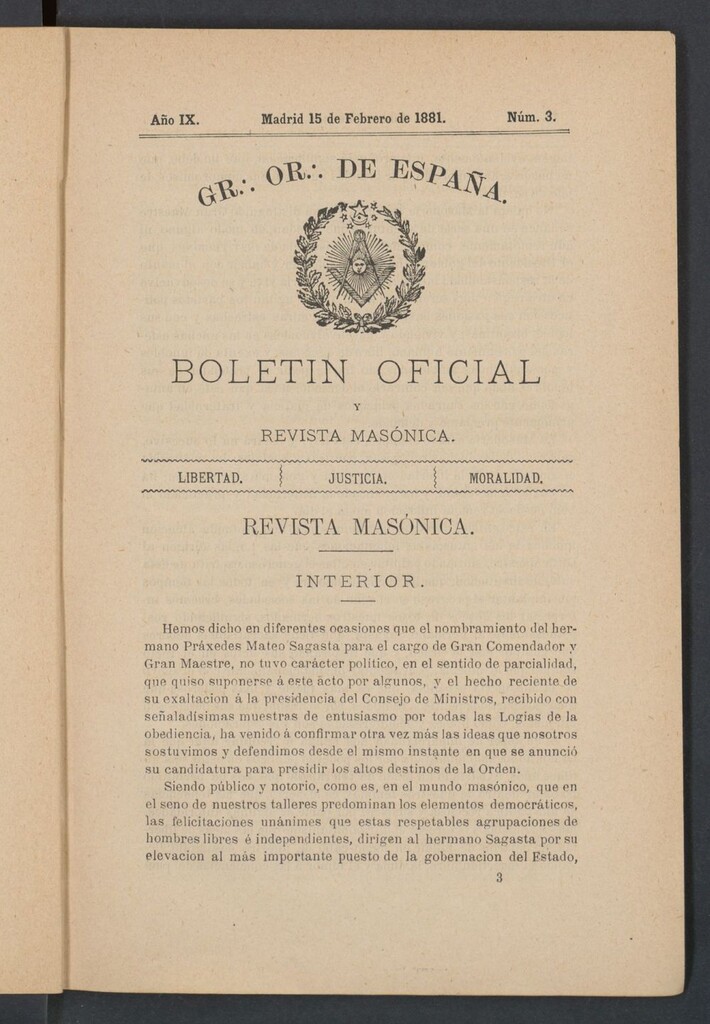 Año IX. Madrid 15 de Febrero de 1881. Núm. 3.
GR∴ OR∴ DE ESPAÑA.
BOLETIN OFICIAL
Y
REVISTA MASÓNICA.
LIBERTAD. JUSTICIA. MORALIDAD.
REVISTA MASÓNICA.
INTERIOR.
Hemos dicho en diferentes ocasiones que el nombramiento del her-
mano Práxedes Mateo Sagasta para el cargo de Gran Comendador y
Gran Maestre, no tuvo carácter político, en el sentido de parcialidad,
que quiso suponerse á este acto por algunos, y el hecho reciente de
su exaltacion á la presidencia del Consejo de Ministros, recibido con
señaladísimas muestras de entusiasmo por todas las Logias de la
obediencia, ha venido á confirmar otra vez más las ideas que nosotros
sostuvimos y defendimos desde el mismo instante en que se anunció
su candidatura para presidir los altos destinos de la Orden.
Siendo público y notorio, como es, en el mundo masónico, que en
el seno de nuestros talleres predominan los elementos democráticos,
las felicitaciones unánimes que estas respetables agrupaciones de
hombres libres é independientes, dirigen al hermano Sagasta por su
elevacion al más importante puesto de la gobernacion del Estado,
3